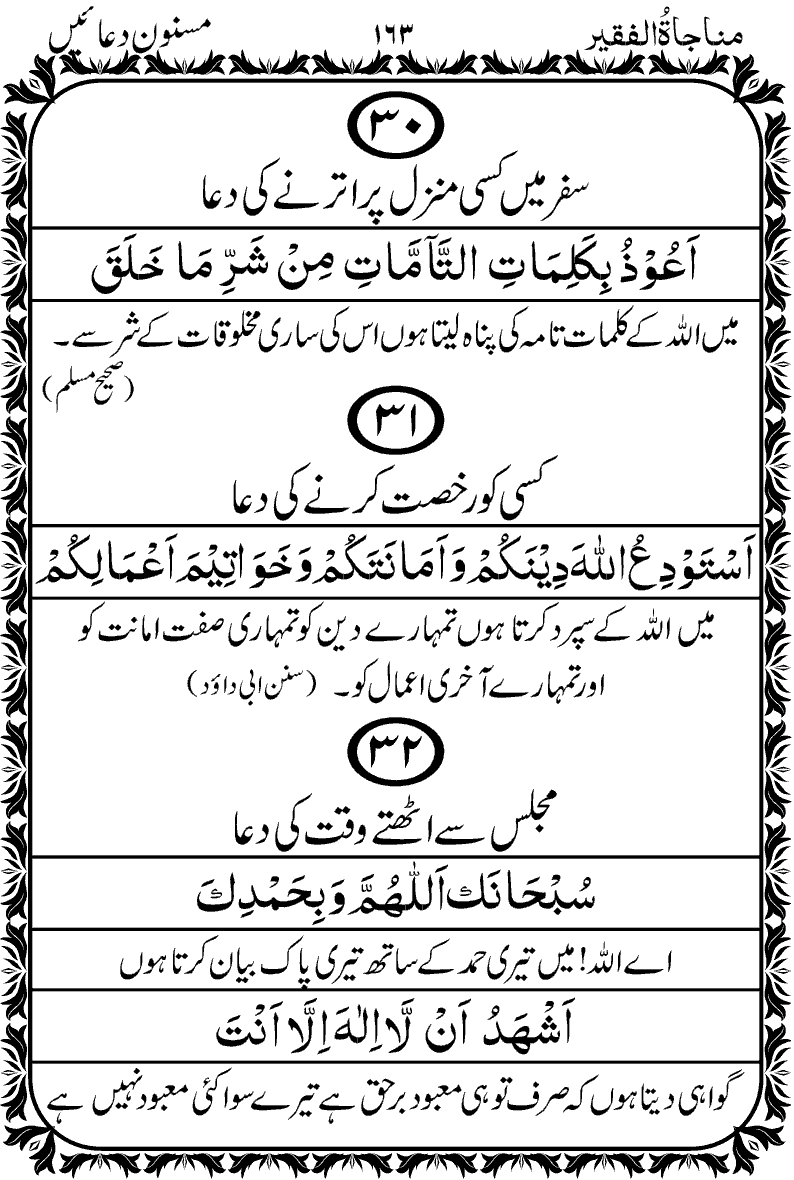 مناجاةُ الفقیر ۱۶۳ مسنون دعائیں
۳۰
سفر میں کسی منزل پر اترنے کی دعا
اَعُوْذُ بِكَلِمَاتِ التَّآمَّاتِ مِنْ شَرِّ مَا خَلَقَ
میں اللہ کے کلمات تامہ کی پناہ لیتا ہوں اس کی ساری مخلوقات کے شر سے۔
(صحیح مسلم)
۳۱
کسی کو رخصت کرنے کی دعا
اَسْتَوْدِعُ اللهَ دِيْنَكُمْ وَاَمَانَتَكُمْ وَخَوَاتِيْمَ اَعْمَالِكُمْ
میں اللہ کے سپرد کرتا ہوں تمہارے دین کو تمہاری صفت امانت کو
اور تمہارے آخری اعمال کو۔ (سنن ابی داؤد)
۳۲
مجلس سے اٹھتے وقت کی دعا
سُبْحَانَكَ اَللّٰهُمَّ وَبِحَمْدِكَ
اے اللہ! میں تیری حمد کے ساتھ تیری پاک بیان کرتا ہوں
اَشْهَدُ اَنْ لَّا اِلٰهَ اِلَّا اَنْتَ
گواہی دیتا ہوں کہ صرف تو ہی معبود برحق ہے تیرے سوا کئی معبود نہیں ہے